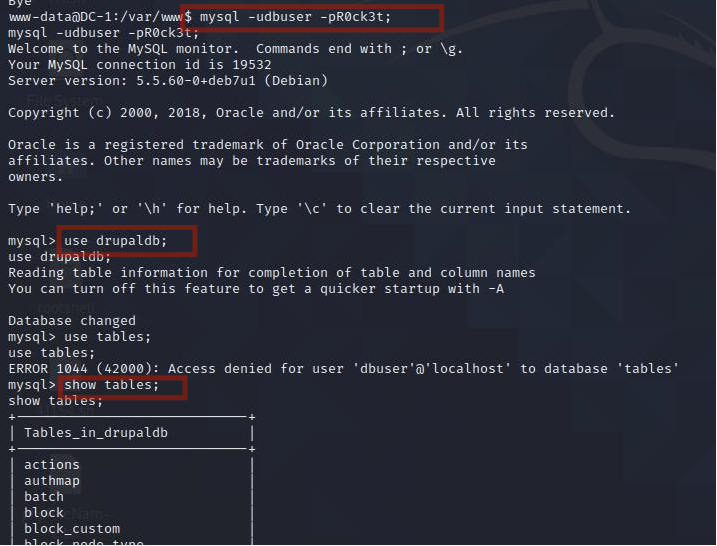 Bye
www-data@DC-1:/var/www$ mysql -udbuser -pR0ck3t;
mysql -udbuser -pR0ck3t;
Welcome to the MySQL monitor.  Commands end with ; or \g.
Your MySQL connection id is 19532
Server version: 5.5.60-0+deb7u1 (Debian)
Copyright (c) 2000, 2018, Oracle and/or its affiliates. All rights reserved.
Oracle is a registered trademark of Oracle Corporation and/or its
affiliates. Other names may be trademarks of their respective
owners.
Type 'help;' or '\h' for help. Type '\c' to clear the current input statement.
mysql> use drupaldb;
use drupaldb;
Reading table information for completion of table and column names
You can turn off this feature to get a quicker startup with -A
Database changed
mysql> use tables;
use tables;
ERROR 1044 (42000): Access denied for user 'dbuser'@'localhost' to database 'tables'
mysql> show tables;
show tables;
+-----------------------------+
| Tables_in_drupaldb          |
+-----------------------------+
| actions                     |
| authmap                     |
| batch                       |
| block                       |
| block_custom                |
| block_node_type             |